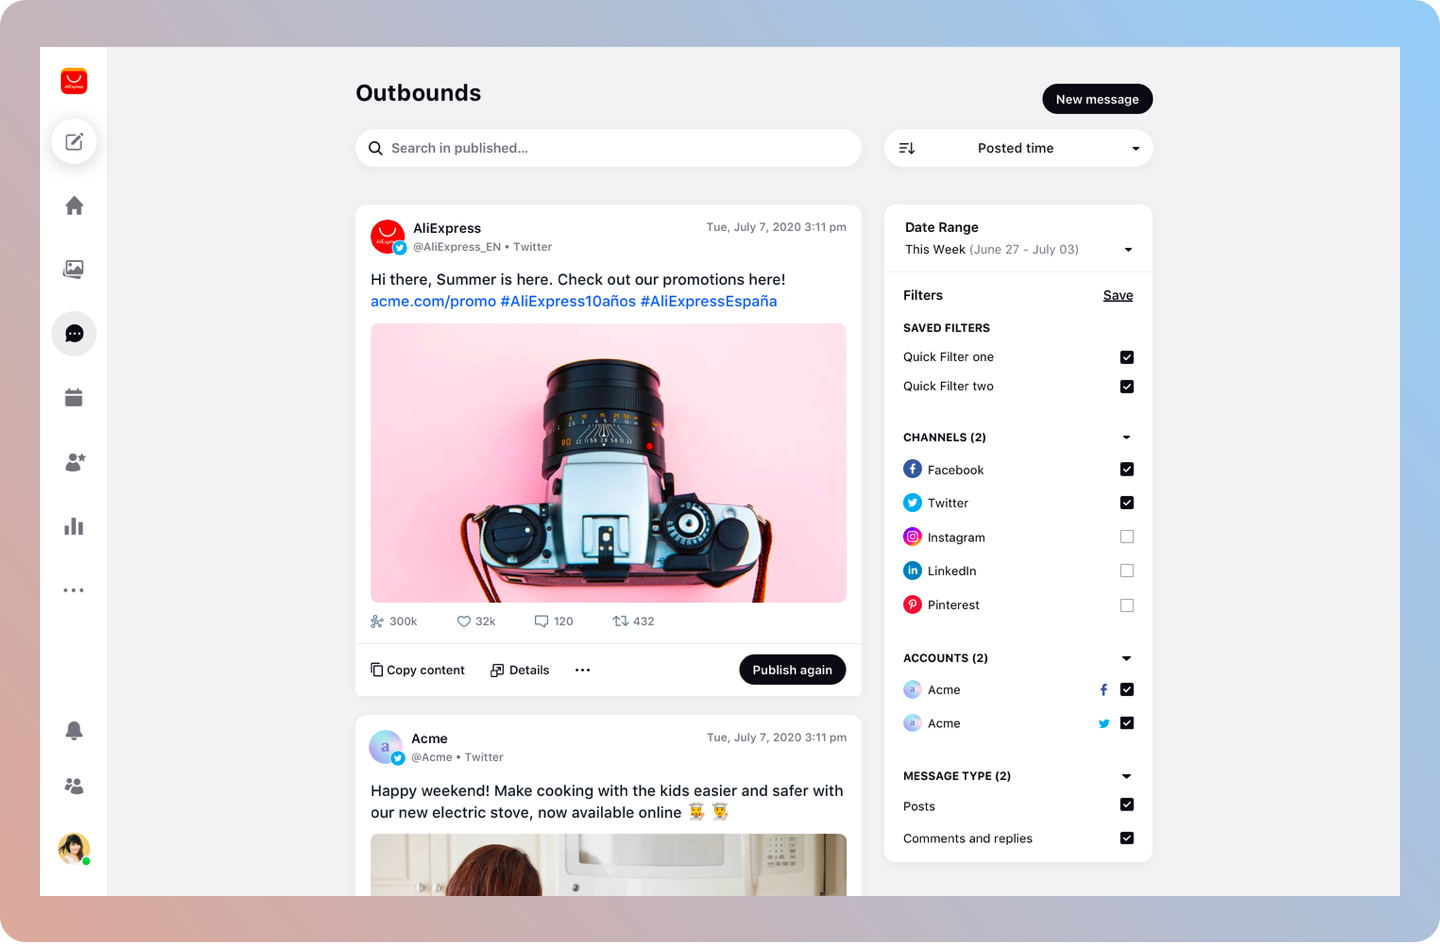 AliExpress
Outbounds
New message
Search in published...
Posted time
AliExpress
@AliExpress_EN • Twitter
Tue, July 7, 2020 3:11 pm
Hi there, Summer is here. Check out our promotions here!
acme.com/promo #AliExpress10años #AliExpressEspaña
90
300k
32k
120
432
Copy content
Details
Publish again
Acme
@Acme • Twitter
Tue, July 7, 2020 3:11 pm
Happy weekend! Make cooking with the kids easier and safer with
our new electric stove, now available online
Date Range
This Week (June 27 - July 03)
Filters
Save
SAVED FILTERS
Quick Filter one
Quick Filter two
CHANNELS (2)
Facebook
Twitter
Instagram
LinkedIn
Pinterest
ACCOUNTS (2)
Acme
Acme
MESSAGE TYPE (2)
Posts
Comments and replies